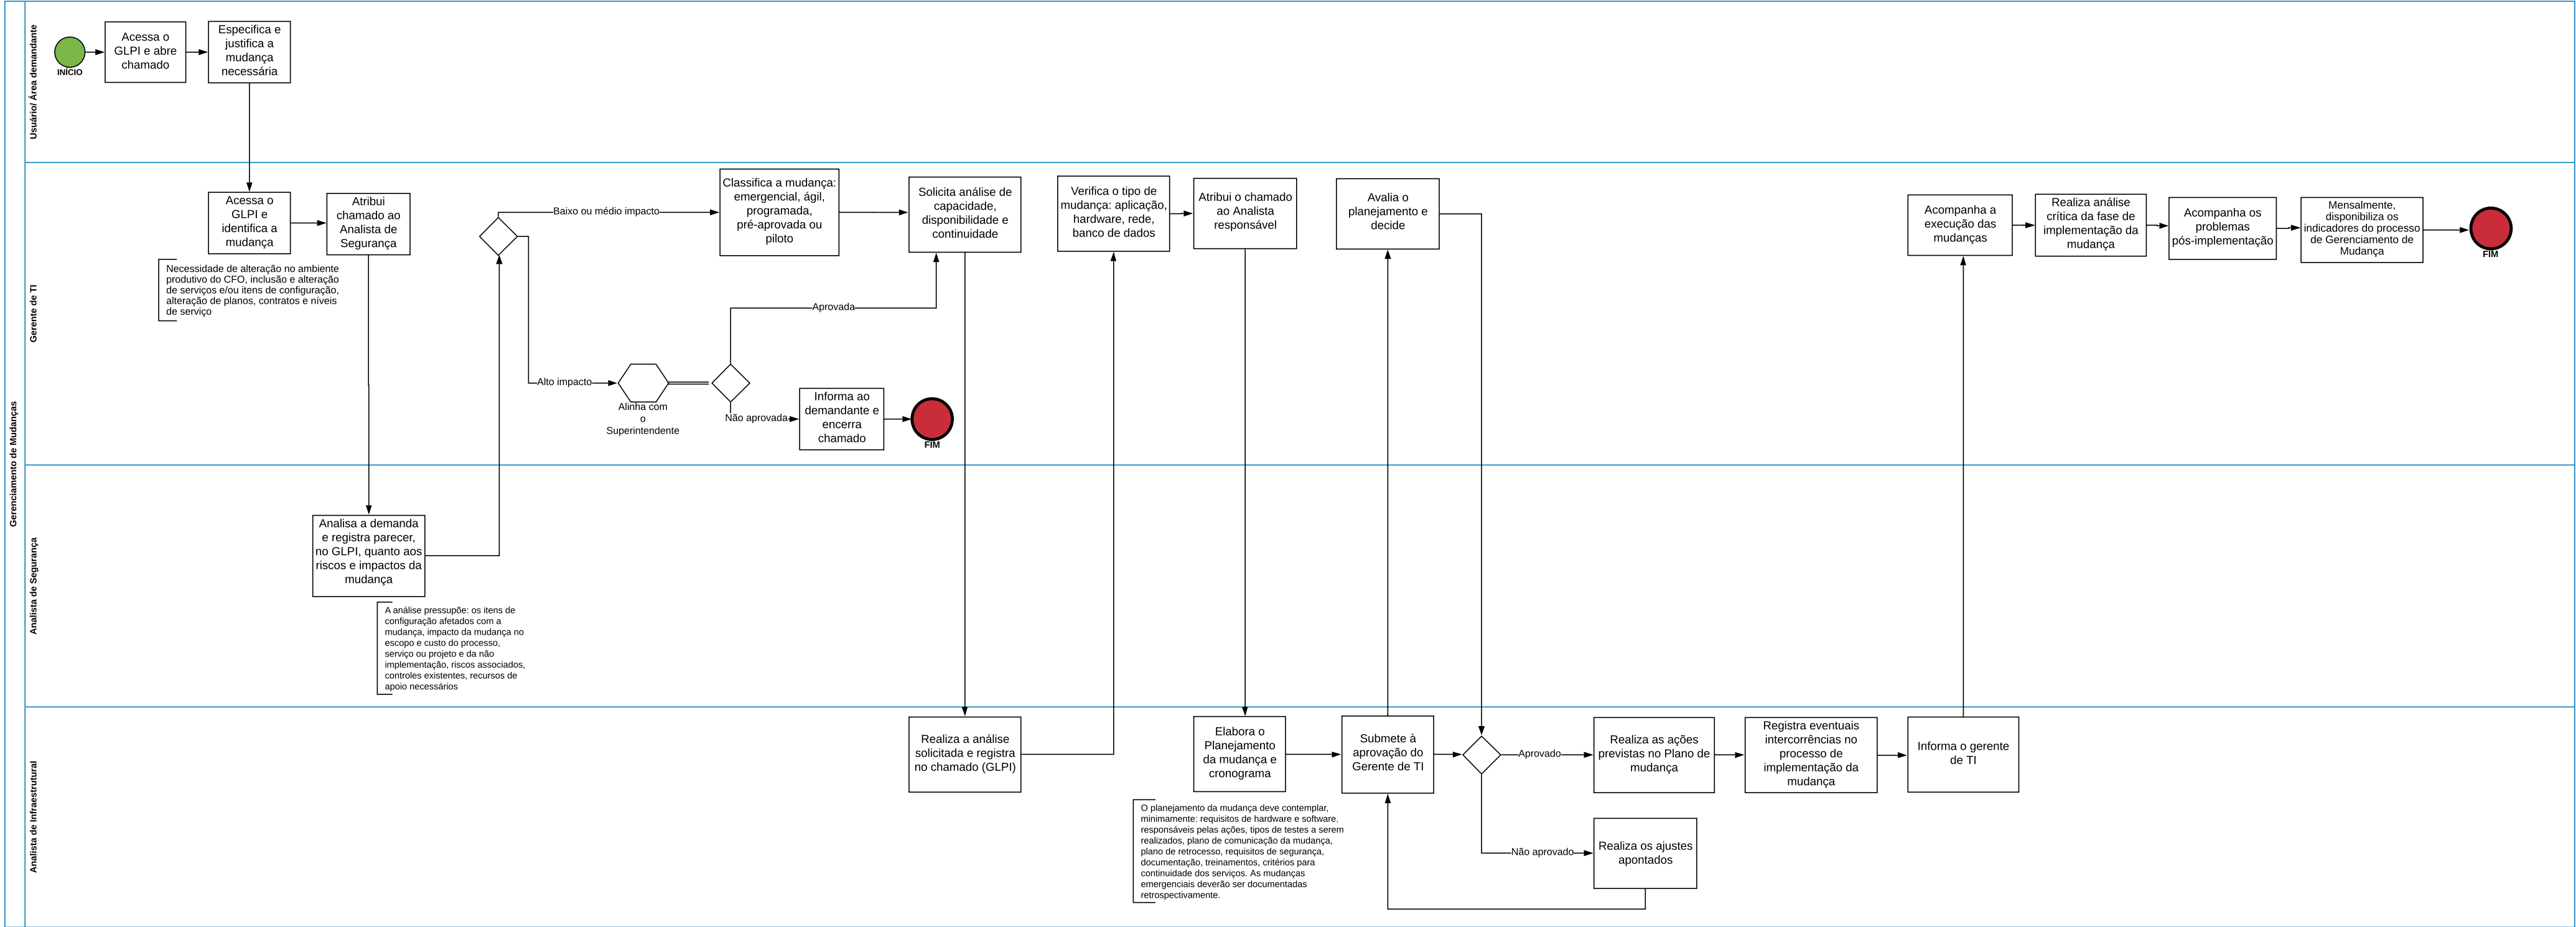 Gerenciamento de Mudanças
Usuário/ Área demandante
INÍCIO
Acessa o
GLPI e abre
chamado
Especifica e
justifica a
mudança
necessária
Gerente de TI
Acessa o
GLPI e
identifica a
mudança
Necessidade de alteração no ambiente
produtivo do CFO, inclusão e alteração
de serviços e/ou itens de configuração,
alteração de planos, contratos e níveis
de serviço
Atribui
chamado ao
Analista de
Segurança
Baixo ou médio impacto
Alto impacto
Alinha com
o
Superintendente
Classifica a mudança:
emergencial, ágil,
programada,
pré-aprovada ou
piloto
Aprovada
Não aprovada
Informa ao
demandante e
encerra
chamado
FIM
Solicita análise de
capacidade,
disponibilidade e
continuidade
Verifica o tipo de
mudança: aplicação,
hardware, rede,
banco de dados
Atribui o chamado
ao Analista
responsável
Avalia o
planejamento e
decide
Acompanha a
execução das
mudanças
Realiza análise
crítica da fase de
implementação da
mudança
Acompanha os
problemas
pós-implementação
Mensalmente,
disponibiliza os
indicadores do processo
de Gerenciamento de
Mudança
FIM
Analista de Segurança
Analisa a demanda
e registra parecer,
no GLPI, quanto aos
riscos e impactos da
mudança
A análise pressupõe: os itens de
configuração afetados com a
mudança, impacto da mudança no
escopo e custo do processo,
serviço ou projeto e da não
implementação, riscos associados,
controles existentes, recursos de
apoio necessários
Analista de Infraestrutural
Realiza a análise
solicitada e registra
no chamado (GLPI)
Elabora o
Planejamento
da mudança e
cronograma
O planejamento da mudança deve contemplar,
minimamente: requisitos de hardware e software,
responsáveis pelas ações, tipos de testes a serem
realizados, plano de comunicação da mudança,
plano de retrocesso, requisitos de segurança,
documentação, treinamentos, critérios para
continuidade dos serviços. As mudanças
emergenciais deverão ser documentadas
retrospectivamente.
Submete à
aprovação do
Gerente de TI
Aprovado
Não aprovado
Realiza as ações
previstas no Plano de
mudança
Realiza os ajustes
apontados
Registra eventuais
intercorrências no
processo de
implementação da
mudança
Informa o gerente
de TI